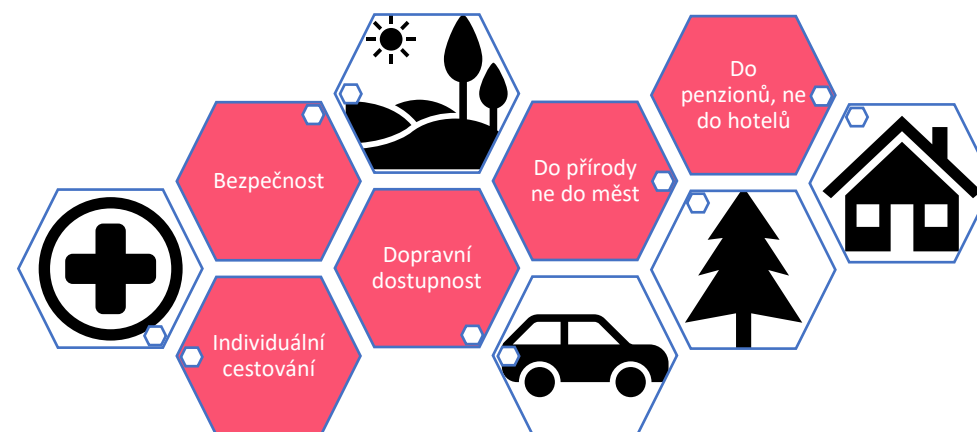 Bezpečnost
Individuální
cestování
Dopravní
dostupnost
Do přírody
ne do měst
Do
penzionů, ne
do hotelů